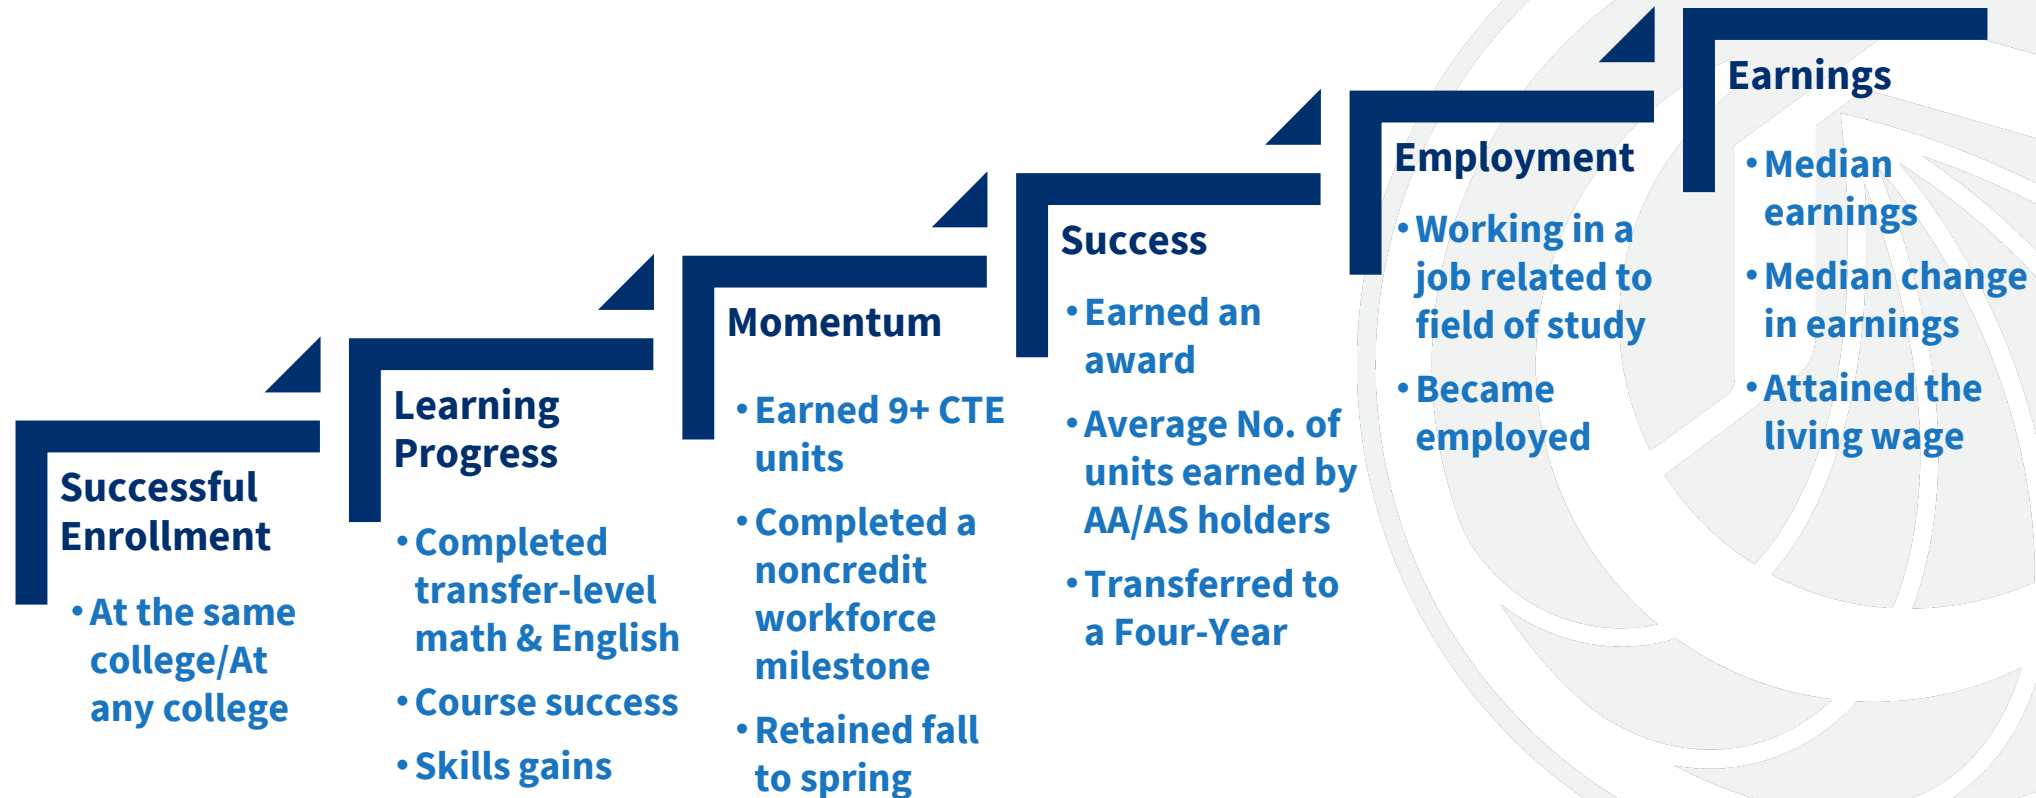 Successful
Enrollment
• At the same
college/At
any college
Learning
Progress
• Completed
transfer-level
math & English
• Course success
• Skills gains
Momentum
• Earned 9+ CTE
units
• Completed a
noncredit
workforce
milestone
• Retained fall
to spring
Success
• Earned an
award
• Average No. of
units earned by
AA/AS holders
• Transferred to
a Four-Year
Employment
• Working in a
job related to
field of study
• Became
employed
Earnings
• Median
earnings
• Median change
in earnings
• Attained the
living wage